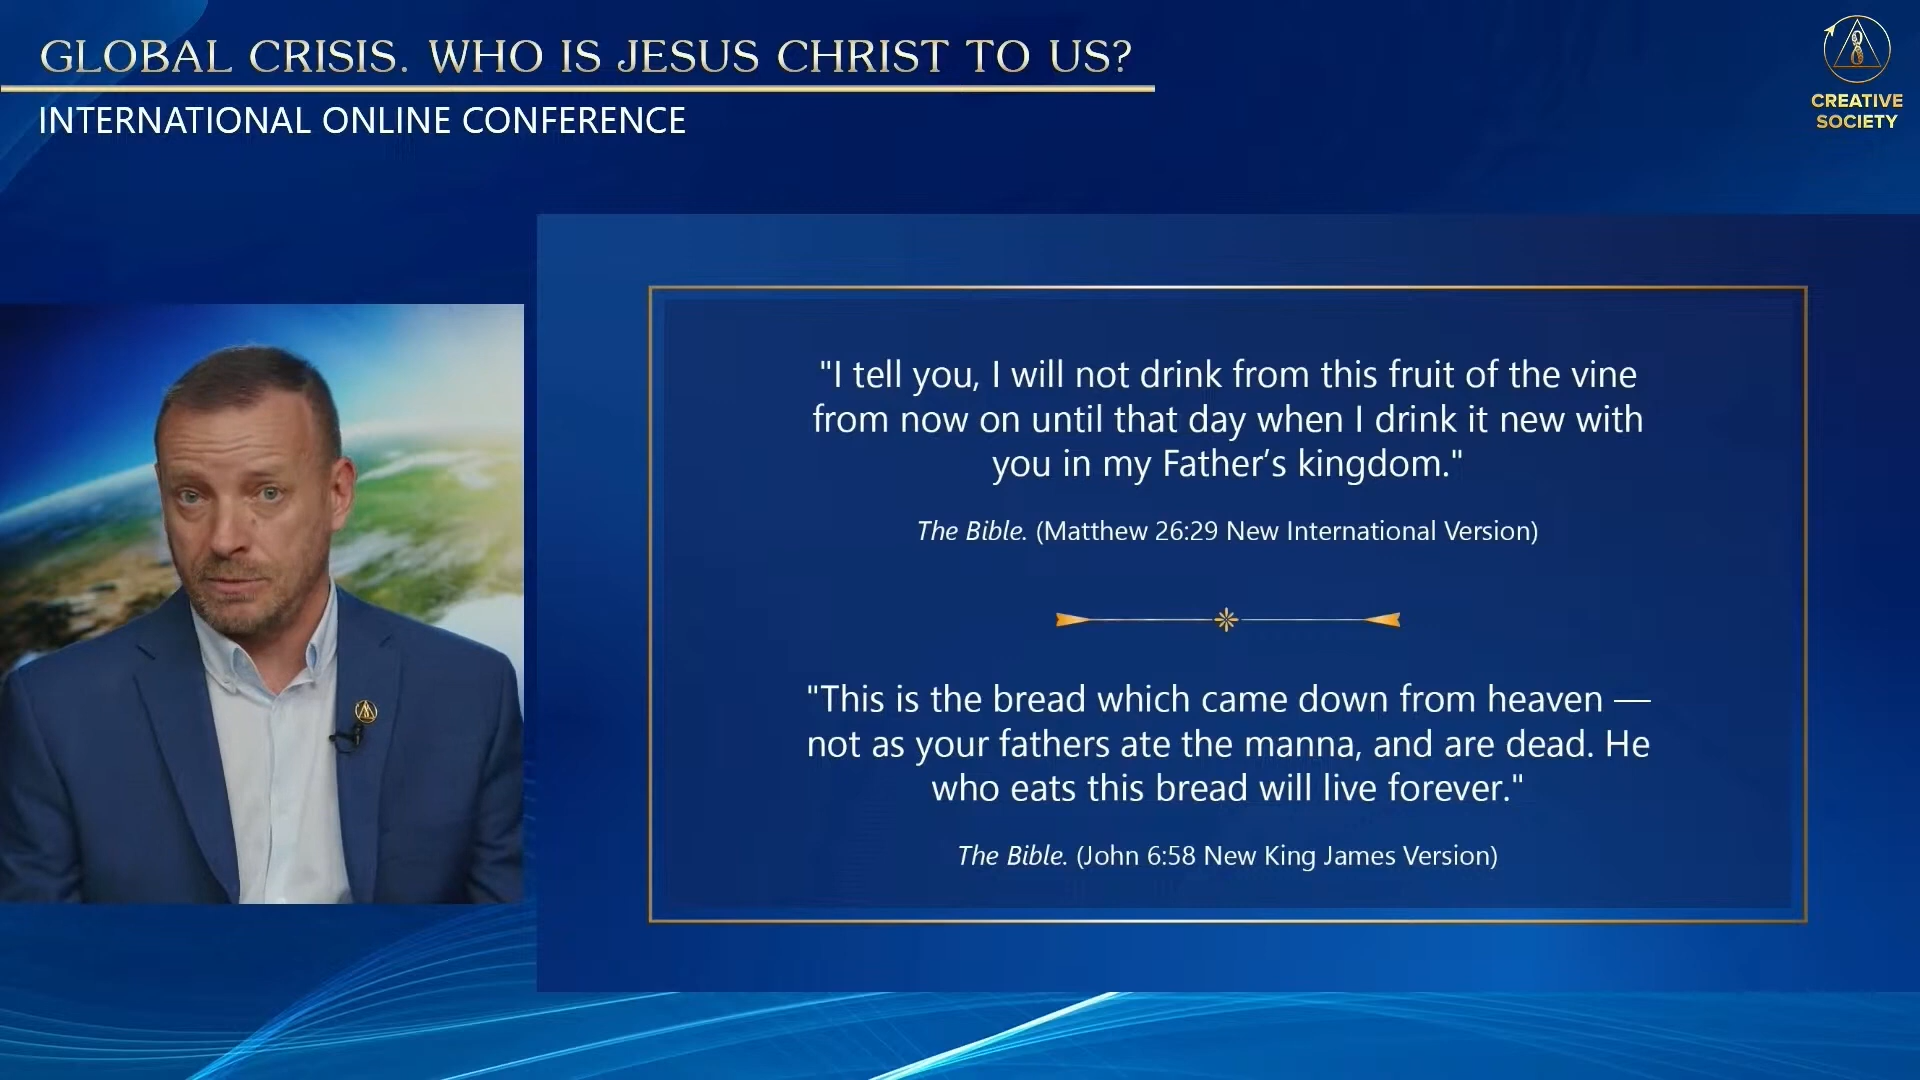 GLOBAL CRISIS. WHO IS JESUS CHRIST TO US?
INTERNATIONAL ONLINE CONFERENCE
CREATIVE
SOCIETY
"I tell you, I will not drink from this fruit of the vine
from now on until that day when I drink it new with
you in my Father’s kingdom."
The Bible. (Matthew 26:29 New International Version)
"This is the bread which came down from heaven —
not as your fathers ate the manna, and are dead. He
who eats this bread will live forever."
The Bible. (John 6:58 New King James Version)